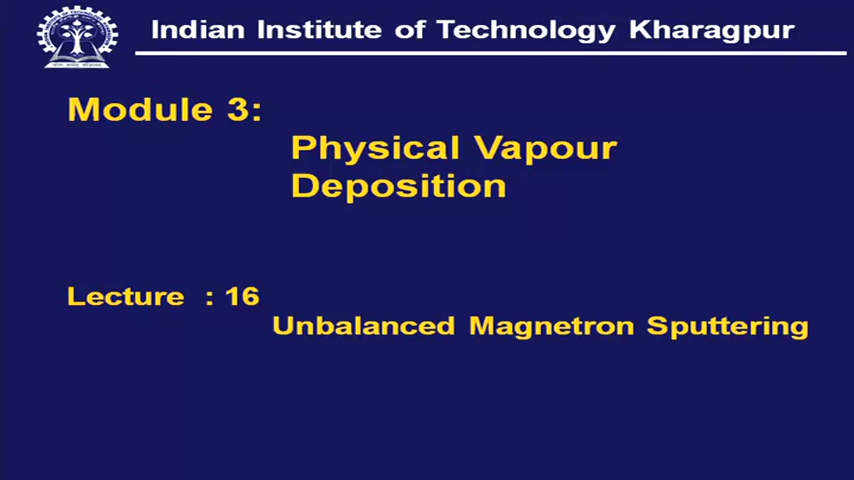 Indian Institute of Technology Kharagpur
Module 3:
Physical Vapour
Deposition
Lecture : 16
Unbalanced Magnetron Sputtering